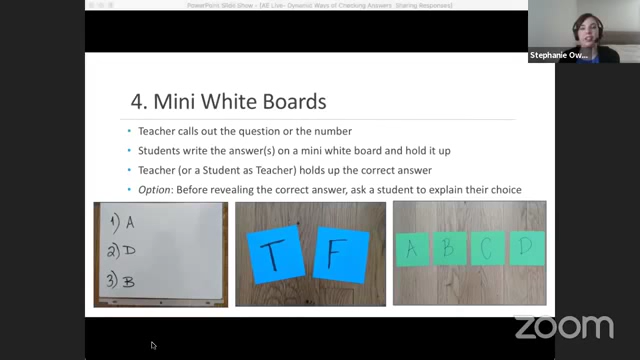 PowerPoint Slide Show - [AE Live- Dynamic Ways of Checking Answers  Sharing Responses]
Stephanie Ow...
4. Mini White Boards
• Teacher calls out the question or the number
• Students write the answer(s) on a mini white board and hold it up
• Teacher (or a Student as Teacher) holds up the correct answer
• Option: Before revealing the correct answer, ask a student to explain their choice
1) A
2) D
3) B
T F
A B C D
zoom